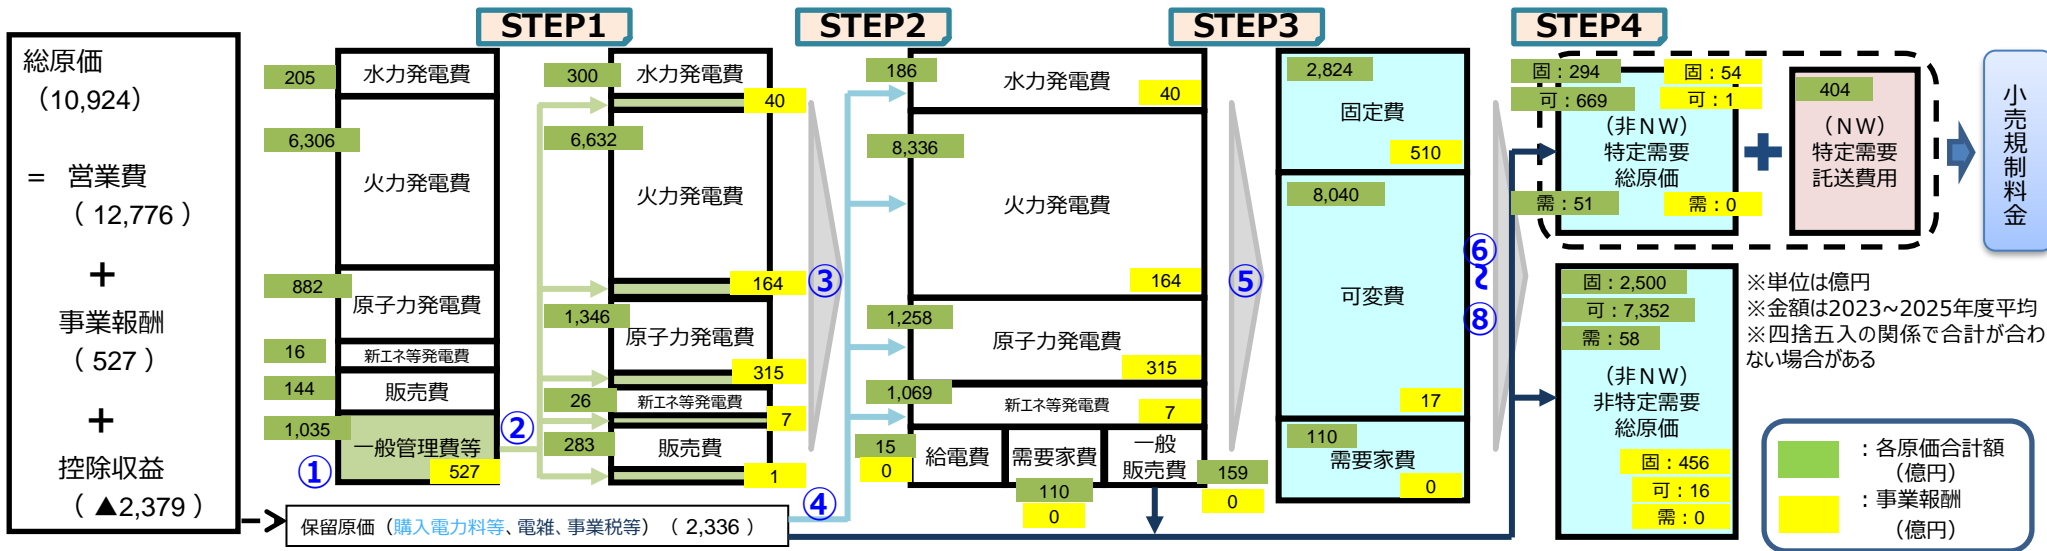 STEP1
STEP2
STEP3
STEP4
総原価
（10,924）
＝ 営業費
（ 12,776 ）
＋
事業報酬
（ 527 ）
＋
控除収益
（ ▲2,379 ）
205
水力発電費
6,306
火力発電費
882
原子力発電費
16
新エネ等発電費
144
販売費
1,035
一般管理費等
527
①
②
300
水力発電費
40
6,632
火力発電費
164
1,346
原子力発電費
315
26
新エネ等発電費
7
283
販売費
1
③
④
保留原価（購入電力料等、電雑、事業税等）（ 2,336 ）
186
水力発電費
40
8,336
火力発電費
164
1,258
原子力発電費
315
1,069
新エネ等発電費
7
15
0
給電費
需要家費
110
0
一般
販売費
159
0
⑤
2,824
固定費
510
8,040
可変費
17
110
需要家費
0
⑥
～
⑧
固：294
固：54
可：669
可：1
（非ＮＷ）
特定需要
総原価
需：51
需：0
404
（ＮＷ）
特定需要
託送費用
小売規制料金
固：2,500
可：7,352
需：58
（非ＮＷ）
非特定需要
総原価
固：456
可：16
需：0
※単位は億円
※金額は2023～2025年度平均
※四捨五入の関係で合計が合わ
ない場合がある
：各原価合計額
（億円）
：事業報酬
（億円）